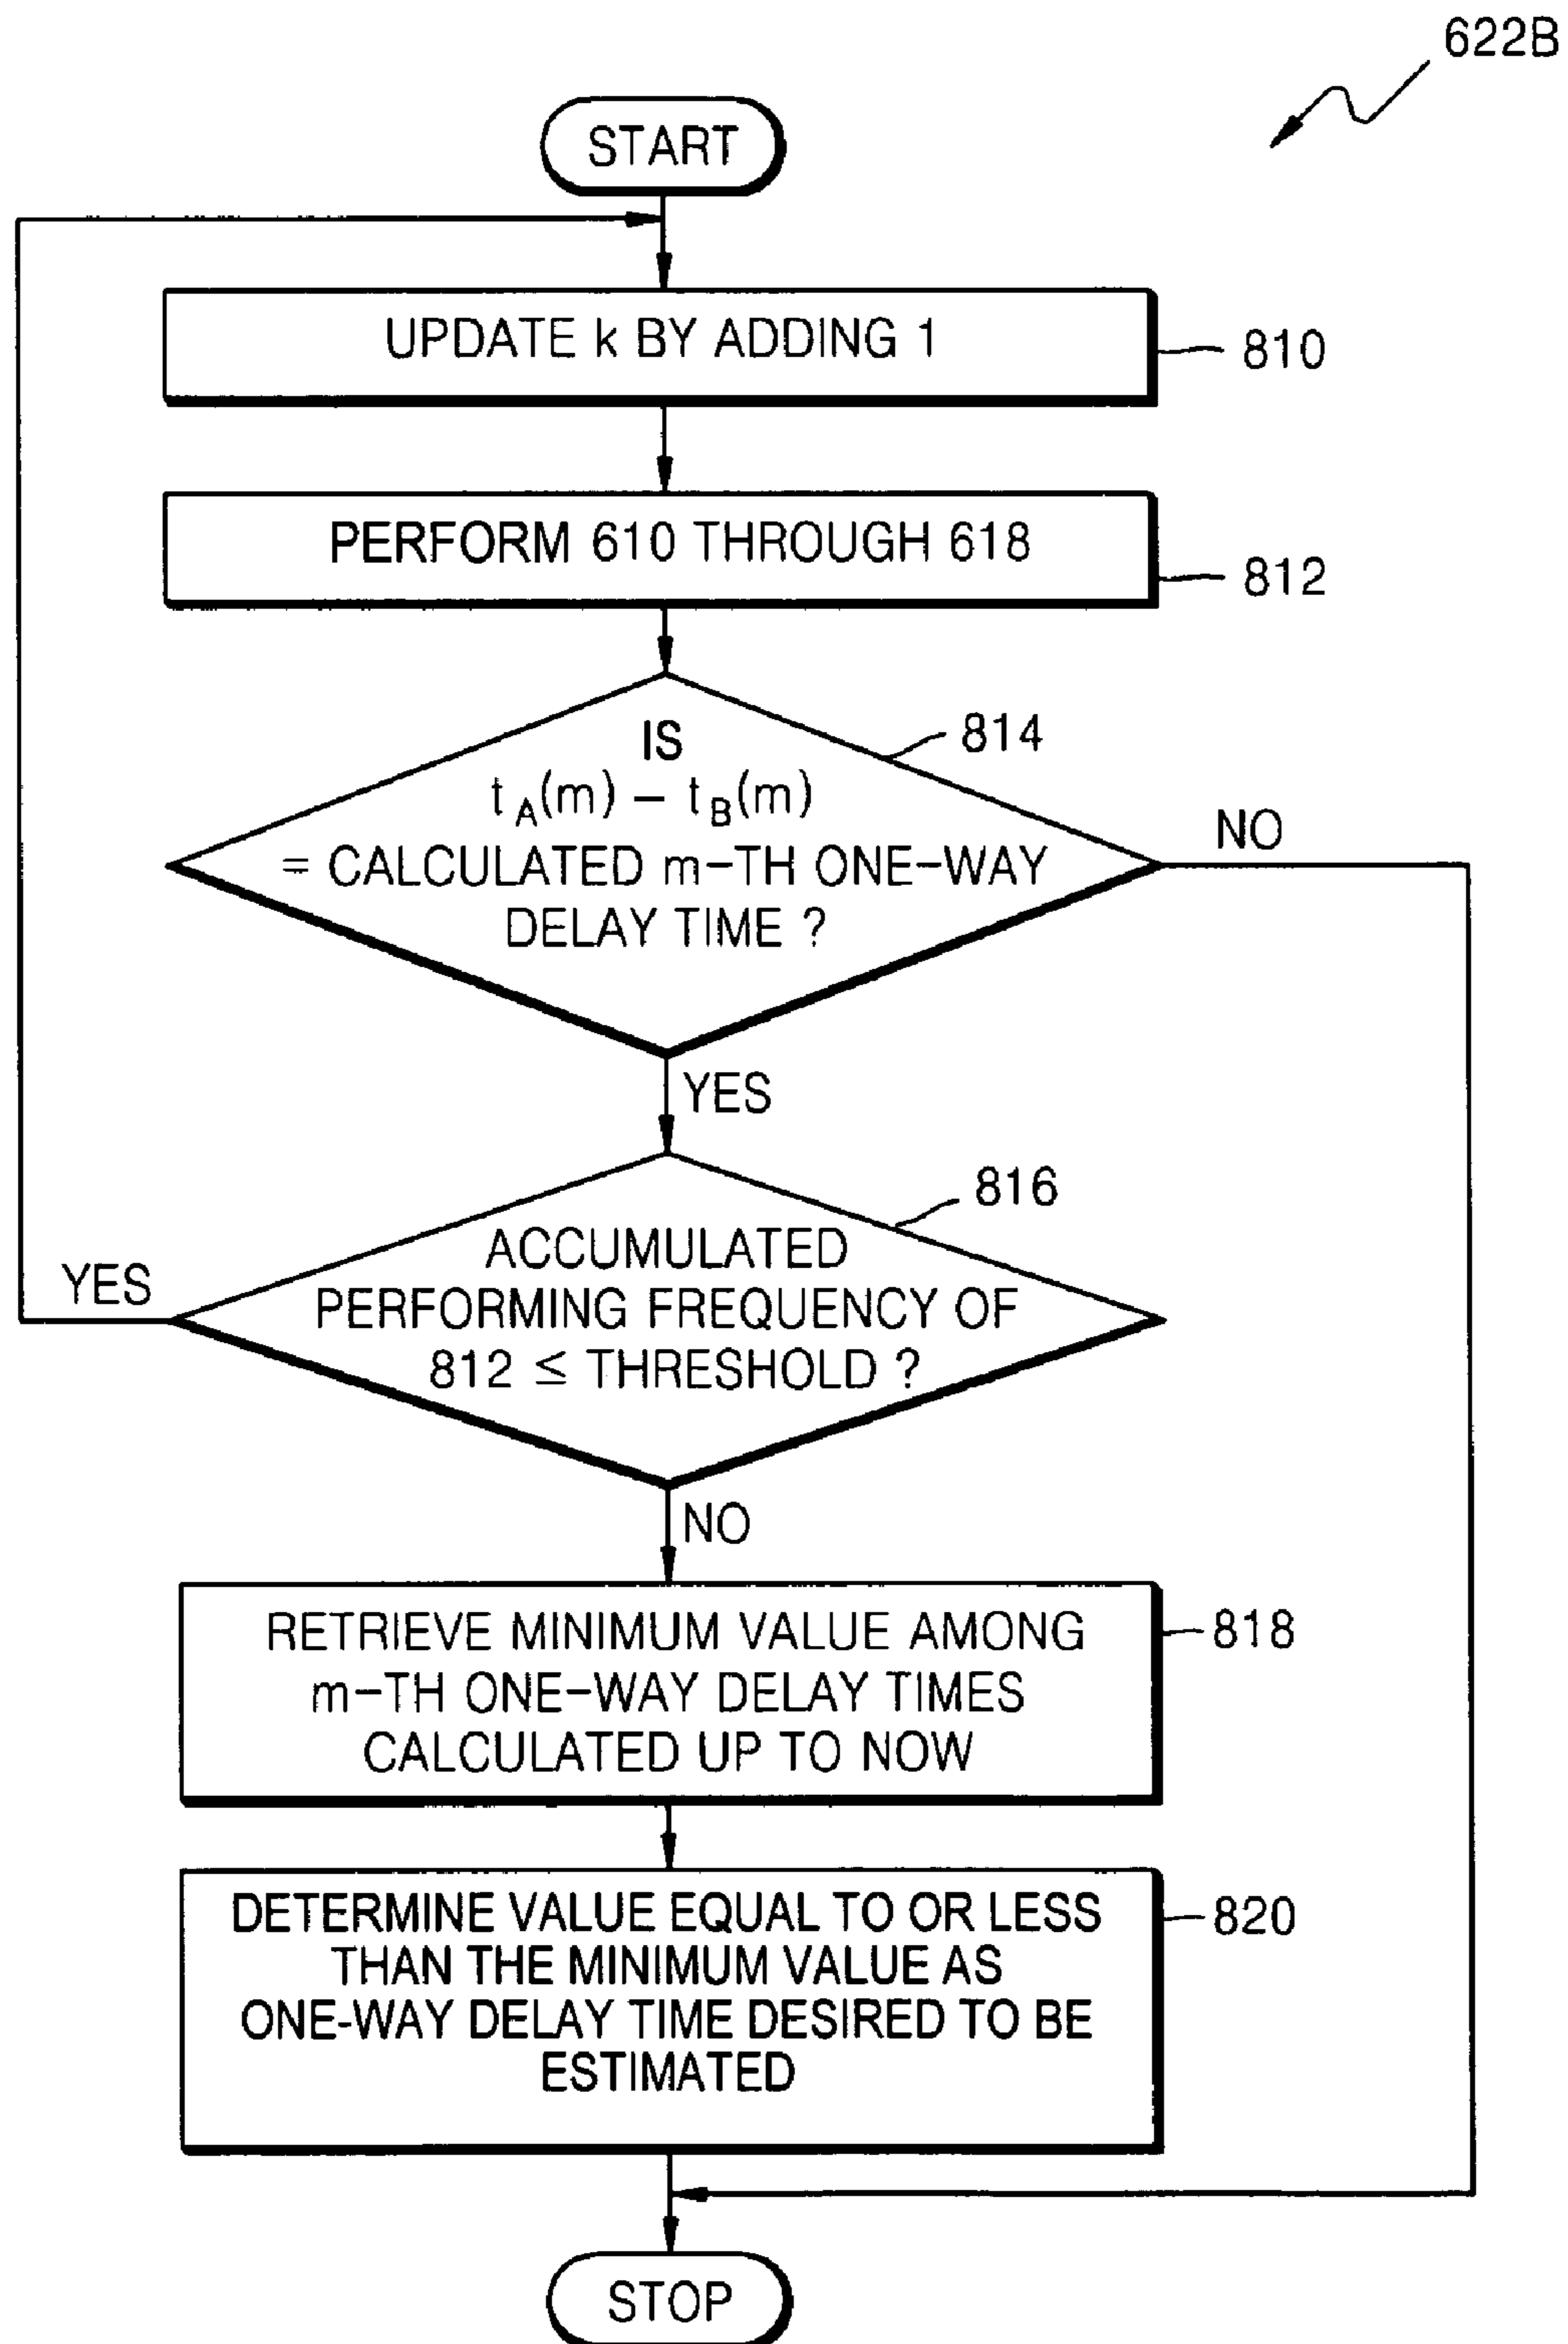 622B
START
UPDATE k BY ADDING 1
810
PERFORM 610 THROUGH 618
812
IS
814
t A(m) – t B(m)
NO
= CALCULATED m–TH ONE–WAY
DELAY TIME ?
YES
816
ACCUMULATED
YES
PERFORMING FREQUENCY OF
812 ≤ THRESHOLD ?
NO
RETRIEVE MINIMUM VALUE AMONG
818
m–TH ONE–WAY DELAY TIMES
CALCULATED UP TO NOW
DETERMINE VALUE EQUAL TO OR LESS
820
THAN THE MINIMUM VALUE AS
ONE-WAY DELAY TIME DESIRED TO BE
ESTIMATED
STOP